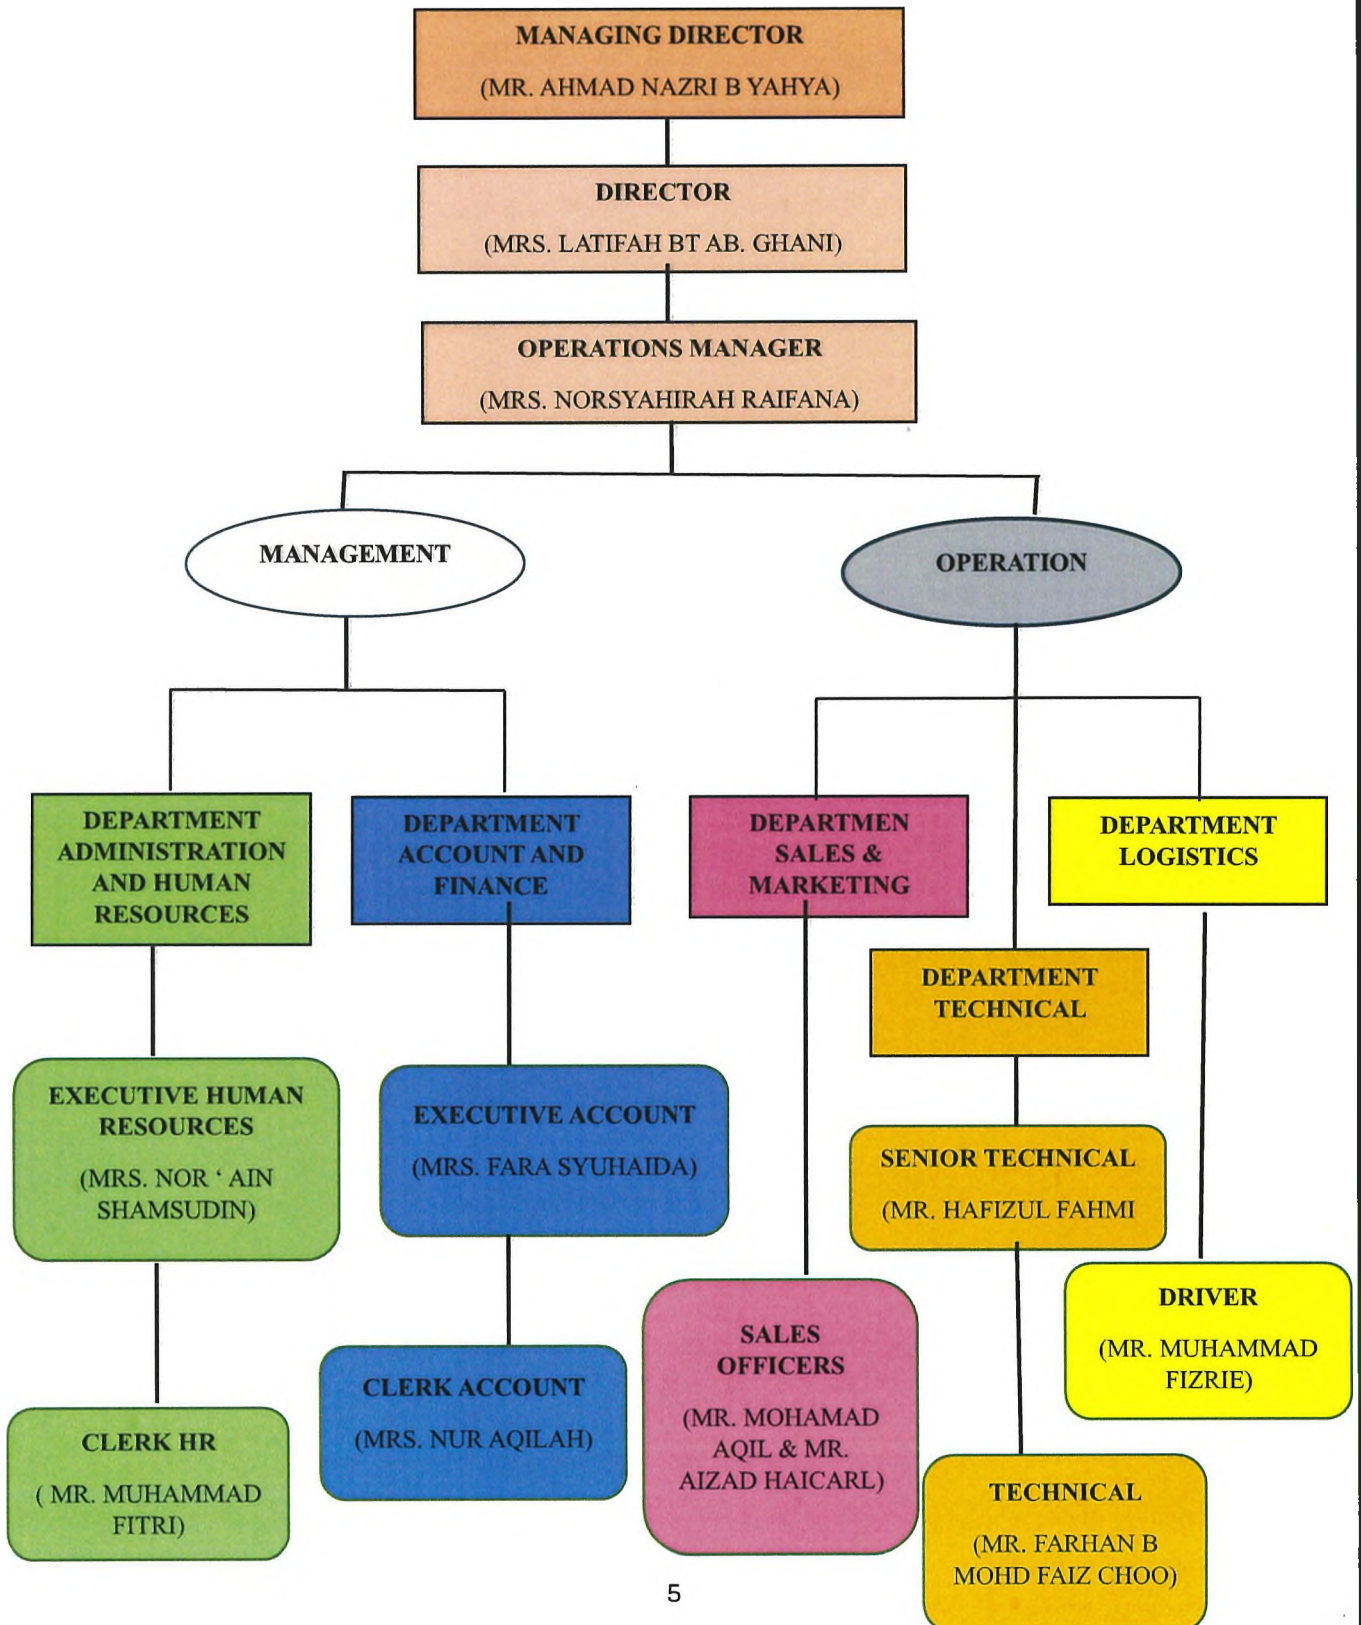 MANAGING DIRECTOR
(MR. AHMAD NAZRI B YAHYA)
DIRECTOR
(MRS. LATIFAH BT AB. GHANI)
OPERATIONS MANAGER
(MRS. NORSYAHIRAH RAIFANA)
MANAGEMENT
OPERATION
DEPARTMENT
ADMINISTRATION
AND HUMAN
RESOURCES
DEPARTMENT
ACCOUNT AND
FINANCE
DEPARTMEN
SALES &
MARKETING
DEPARTMENT
LOGISTICS
DEPARTMENT
TECHNICAL
EXECUTIVE HUMAN
RESOURCES
(MRS. NOR ‘ AIN
SHAMSUDIN)
EXECUTIVE ACCOUNT
(MRS. FARA SYUHAIDA)
SENIOR TECHNICAL
(MR. HAFIZUL FAHMI
DRIVER
(MR. MUHAMMAD
FIZRIE)
SALES
OFFICERS
(MR. MOHAMAD
AQIL & MR.
AIZAD HAICARL)
CLERK ACCOUNT
(MRS. NUR AQILAH)
CLERK HR
( MR. MUHAMMAD
FITRI)
TECHNICAL
(MR. FARHAN B
MOHD FAIZ CHOO)
5